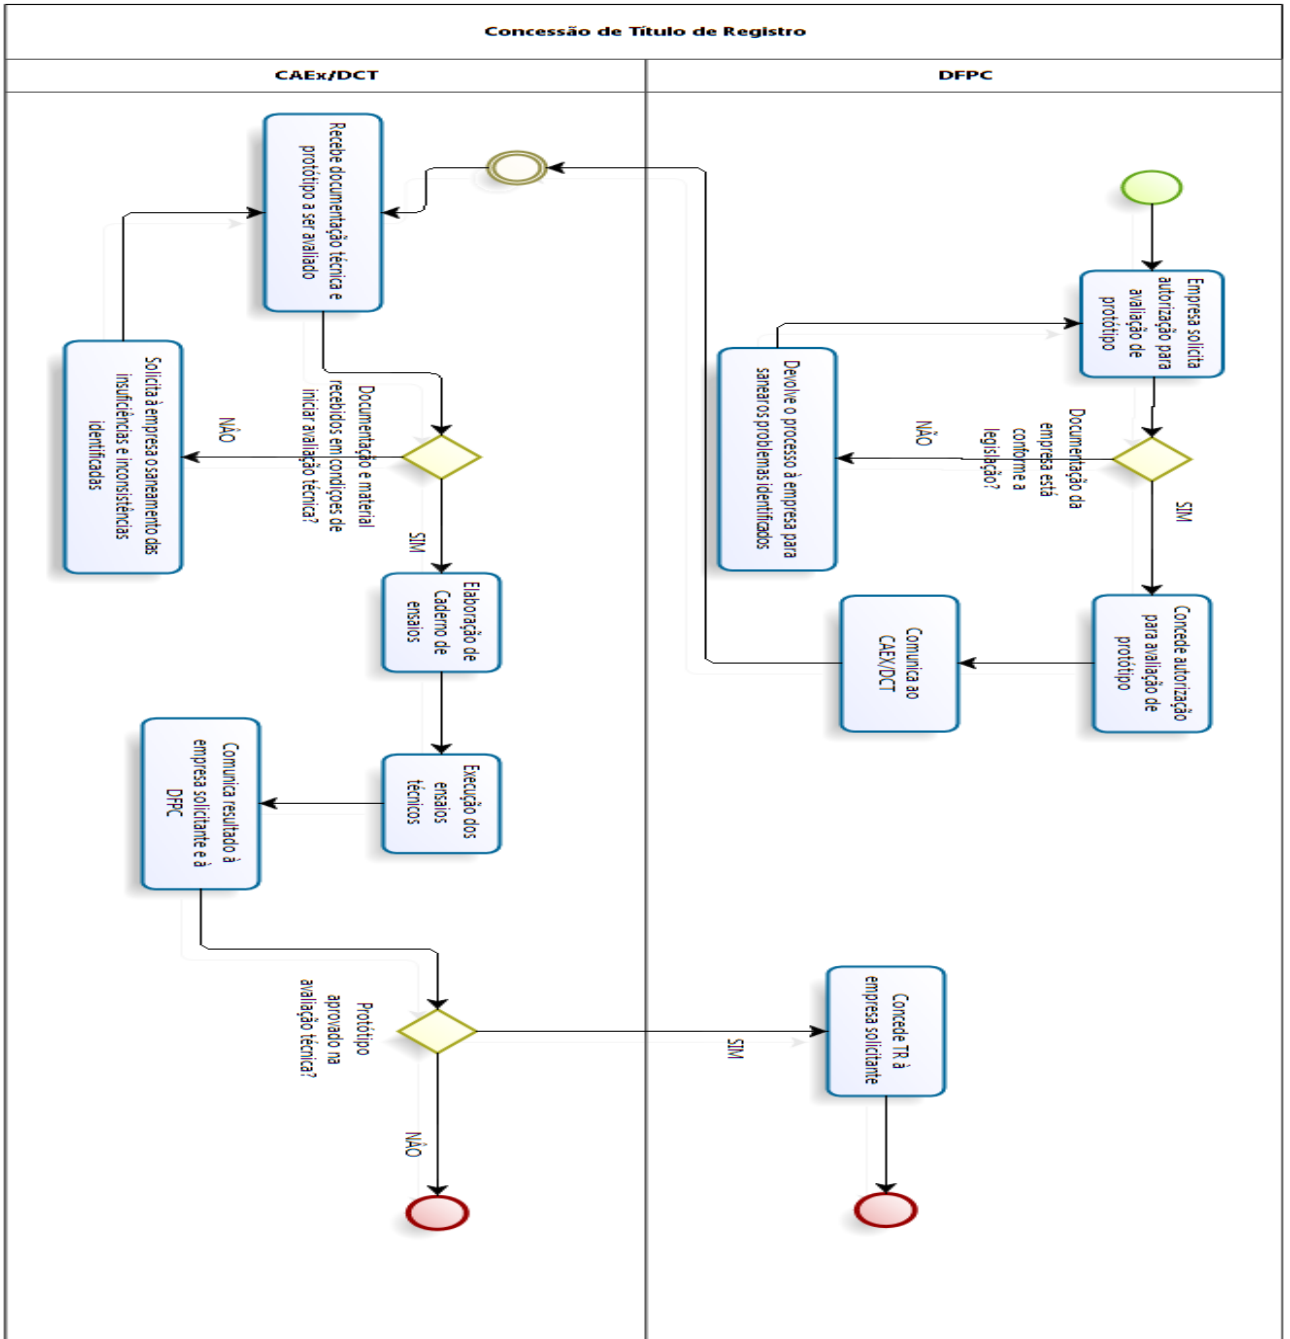 Concessão de Título de Registro
CAEx/DCT
DFPC
Empresa solicita
autorização para
avaliação de
protótipo
Documentação da
empresa está
conforme a
legislação?
NÃO
SIM
Devolve o processo à empresa para
sanear os problemas identificados
Concede autorização
para avaliação de
protótipo
Comunica ao
CAEX/DCT
Recebe documentação técnica e
protótipo a ser avaliado
Documentação e material
recebidos em condições de
iniciar avaliação técnica?
NÃO
SIM
Solicita à empresa o saneamento das
insuficiências e inconsistências
identificadas
Elaboração de
Caderno de
ensaios
Execução dos
ensaios
técnicos
Comunica resultado à
empresa solicitante e à
DFPC
Protótipo
aprovado na
avaliação técnica?
SIM
NÃO
Concede TR à
empresa solicitante